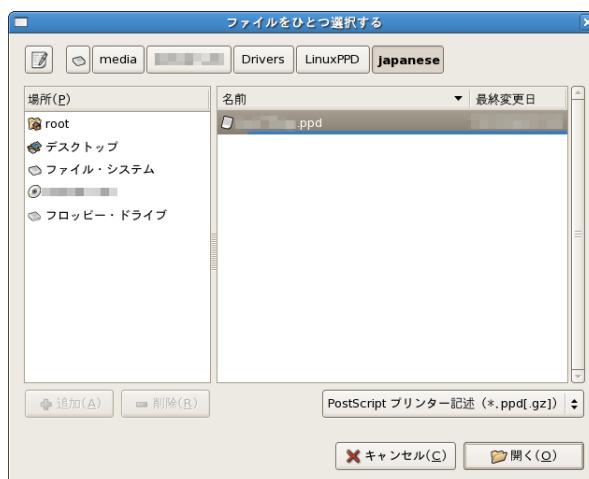 ファイルをひとつ選択する
media Drivers LinuxPPD japanese
場所(P) 名前 最終変更日
root .ppd
デスクトップ
ファイル・システム
フロッピー・ドライブ
追加(A) 削除(R) PostScript プリンター記述 (*.ppd[.gz])
キャンセル(C) 開く(O)